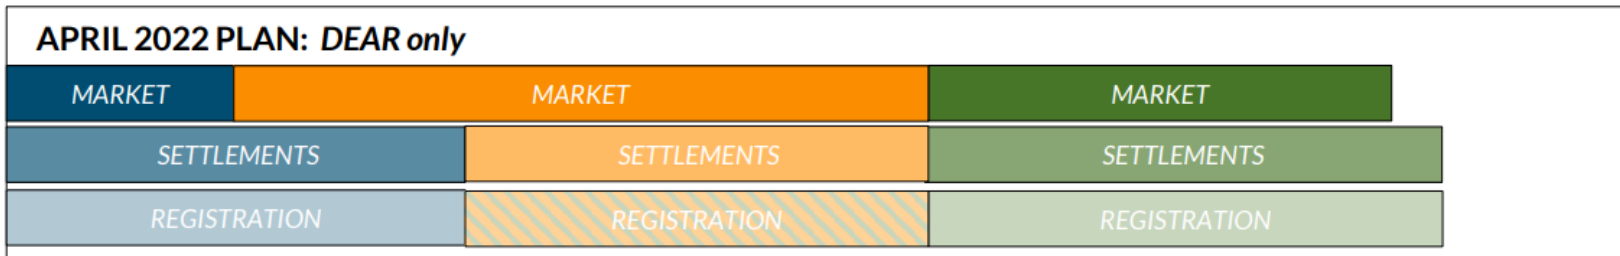 APRIL 2022 PLAN: DEAR only
MARKET MARKET MARKET
SETTLEMENTS SETTLEMENTS SETTLEMENTS
REGISTRATION REGISTRATION REGISTRATION